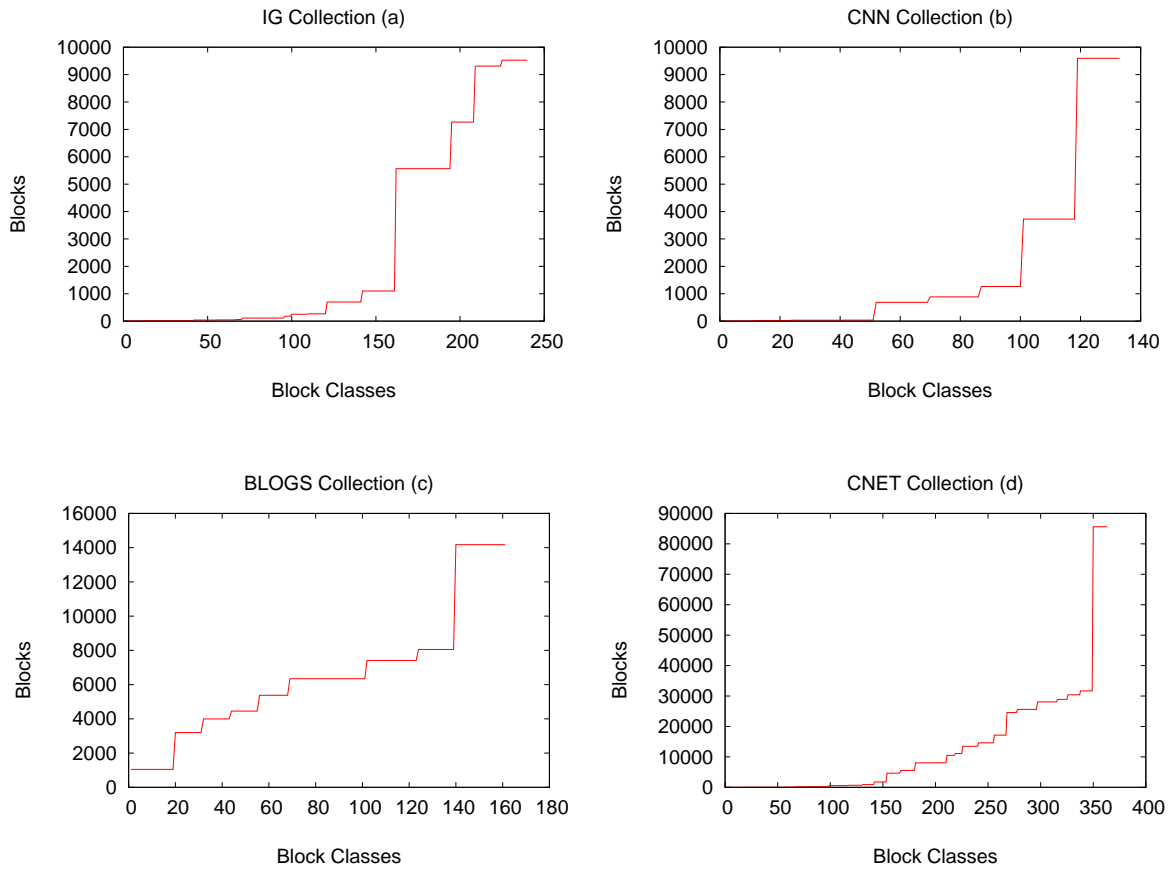 IG Collection (a)
10000
9000
8000
7000
6000
5000
4000
3000
2000
1000
0
0 50 100 150 200 250
Blocks
Block Classes
CNN Collection (b)
10000
9000
8000
7000
6000
5000
4000
3000
2000
1000
0
0 20 40 60 80 100 120 140
Blocks
Block Classes
BLOGS Collection (c)
16000
14000
12000
10000
8000
6000
4000
2000
0
0 20 40 60 80 100 120 140 160 180
Blocks
Block Classes
CNET Collection (d)
90000
80000
70000
60000
50000
40000
30000
20000
10000
0
0 50 100 150 200 250 300 350 400
Blocks
Block Classes